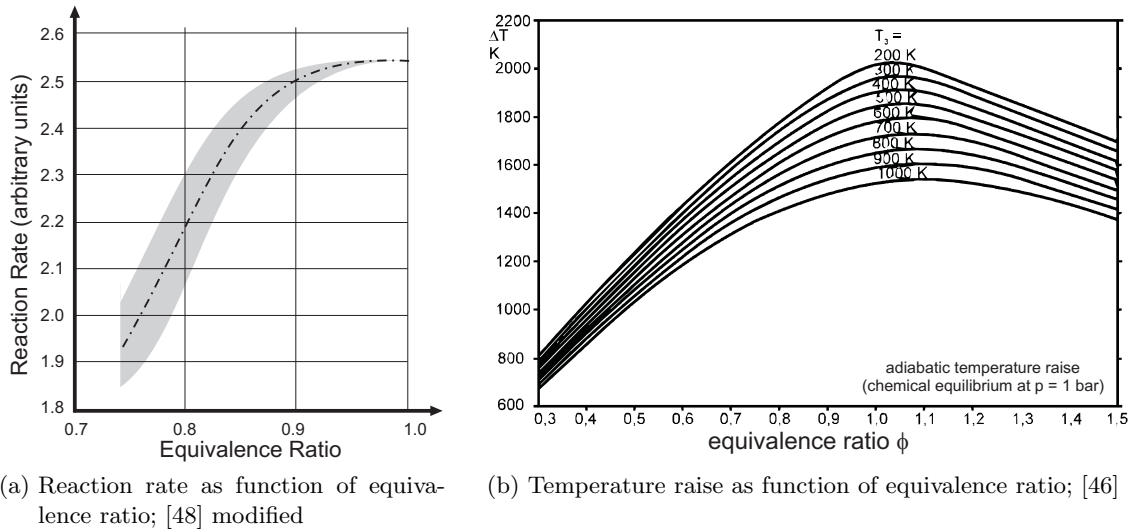 2.6
2.5
2.4
2.3
2.2
2.1
2.0
1.9
1.8
Reaction Rate (arbitrary units)
0.7 0.8 0.9 1.0
Equivalence Ratio
2200
ΔT
K
2000
1800
1600
1400
1200
1000
800
600
T₃ =
200 K
300 K
400 K
500 K
600 K
700 K
800 K
900 K
1000 K
adiabatic temperature raise
(chemical equilibrium at p = 1 bar)
0,3 0,4 0,5 0,6 0,7 0,8 0,9 1,0 1,1 1,2 1,3 1,4 1,5
equivalence ratio ϕ
(a) Reaction rate as function of equiva-
lence ratio; [48] modified
(b) Temperature raise as function of equivalence ratio; [46]